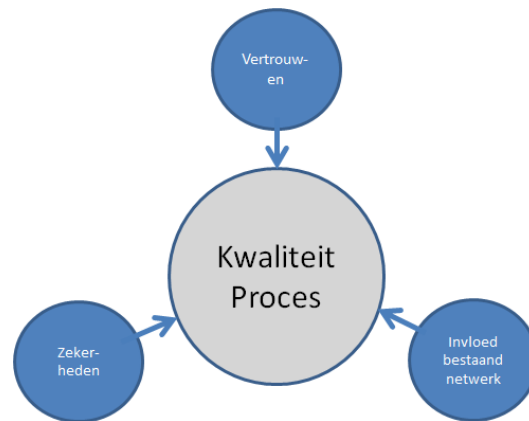 Vertrouw-
en
Kwaliteit
Proces
Zeker-
heden
Invloed
bestaand
netwerk